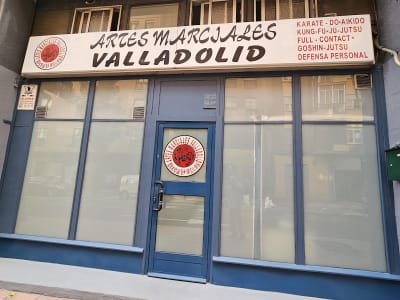 ARTES MARCIALES
VALLADOLID
KARATE - DO-AIKIDO
KUNG-FU-JU-JUTSU
FULL - CONTACT -
GOSHIN-JUTSU
DEFENSA PERSONAL